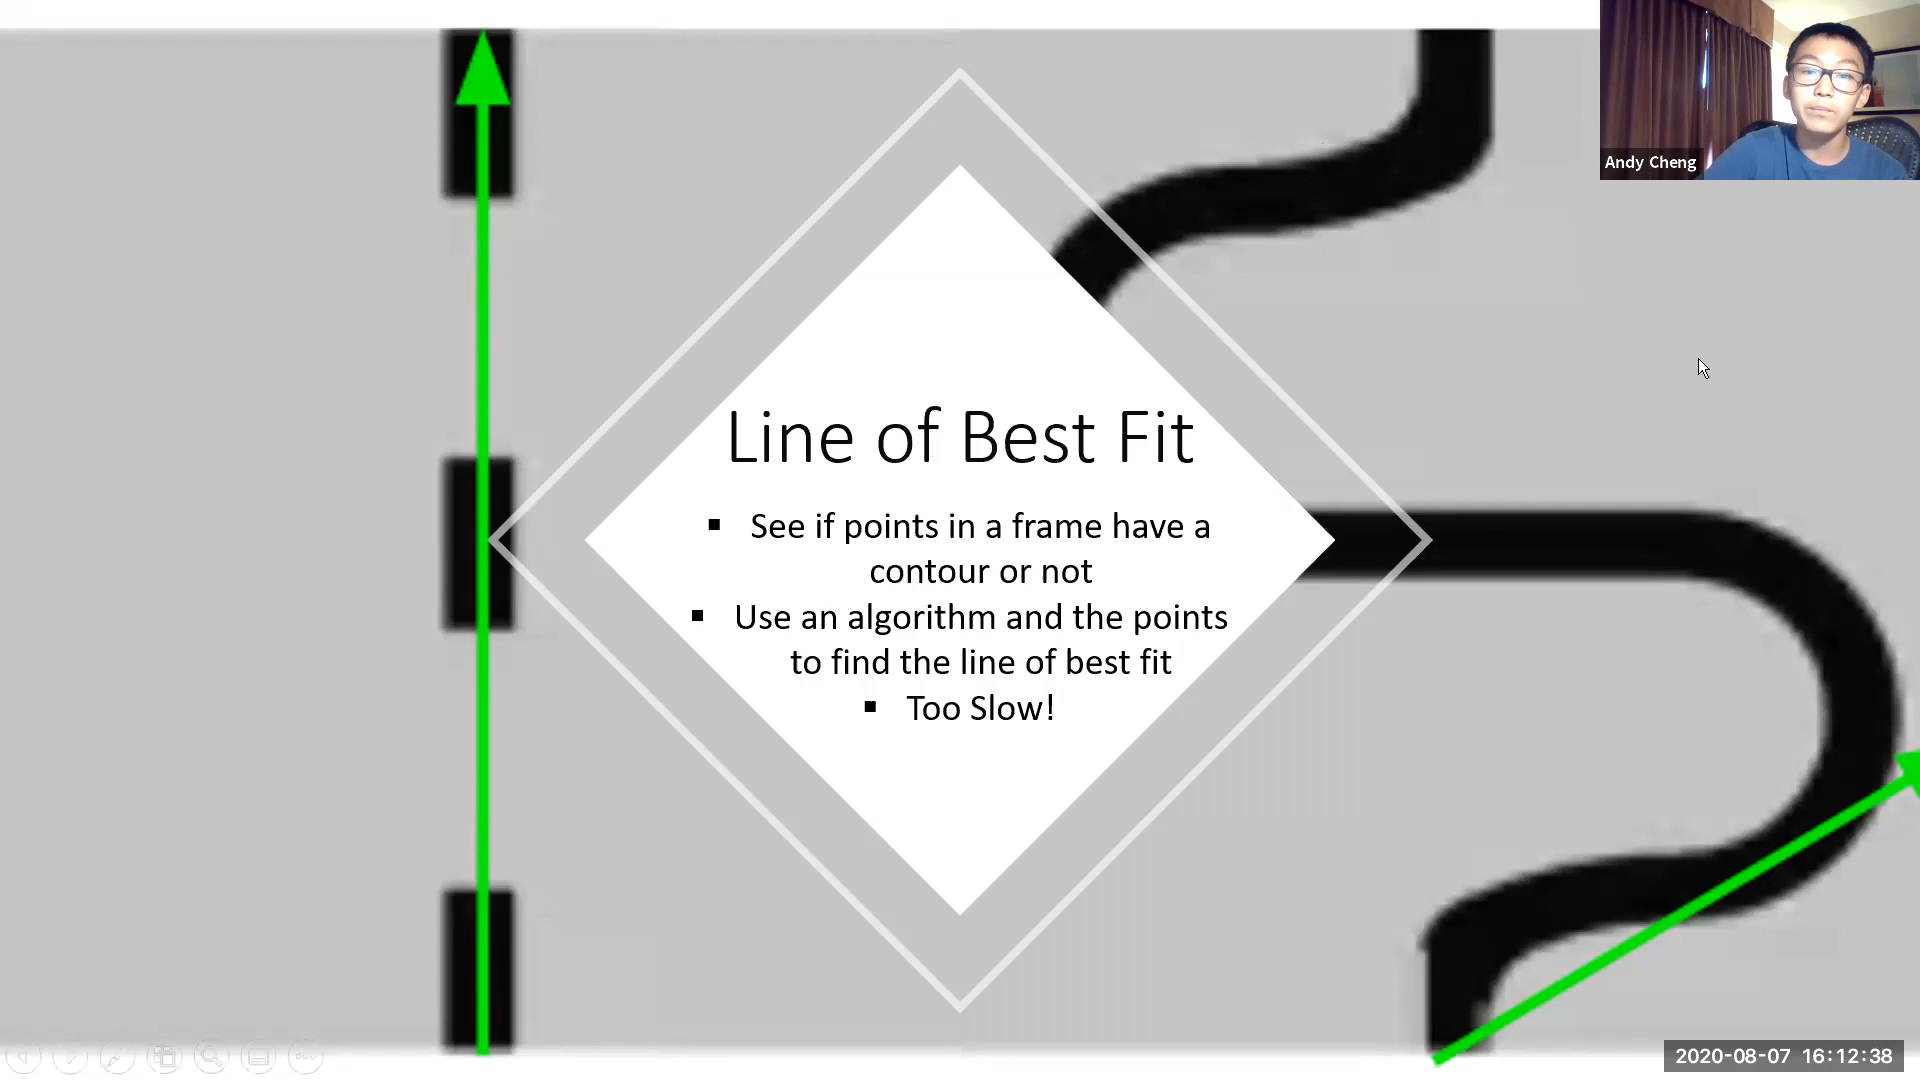 Andy Cheng
Line of Best Fit
▪ See if points in a frame have a
contour or not
▪ Use an algorithm and the points
to find the line of best fit
▪ Too Slow!
2020-08-07 16:12:38